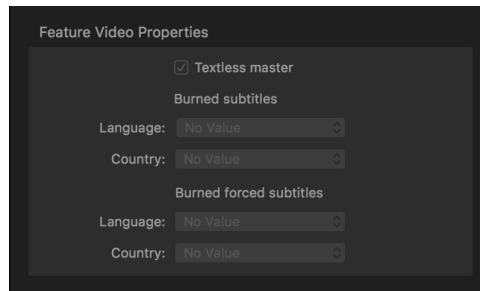 Feature Video Properties
Textless master
Burned subtitles
Language: No Value
Country: No Value
Burned forced subtitles
Language: No Value
Country: No Value